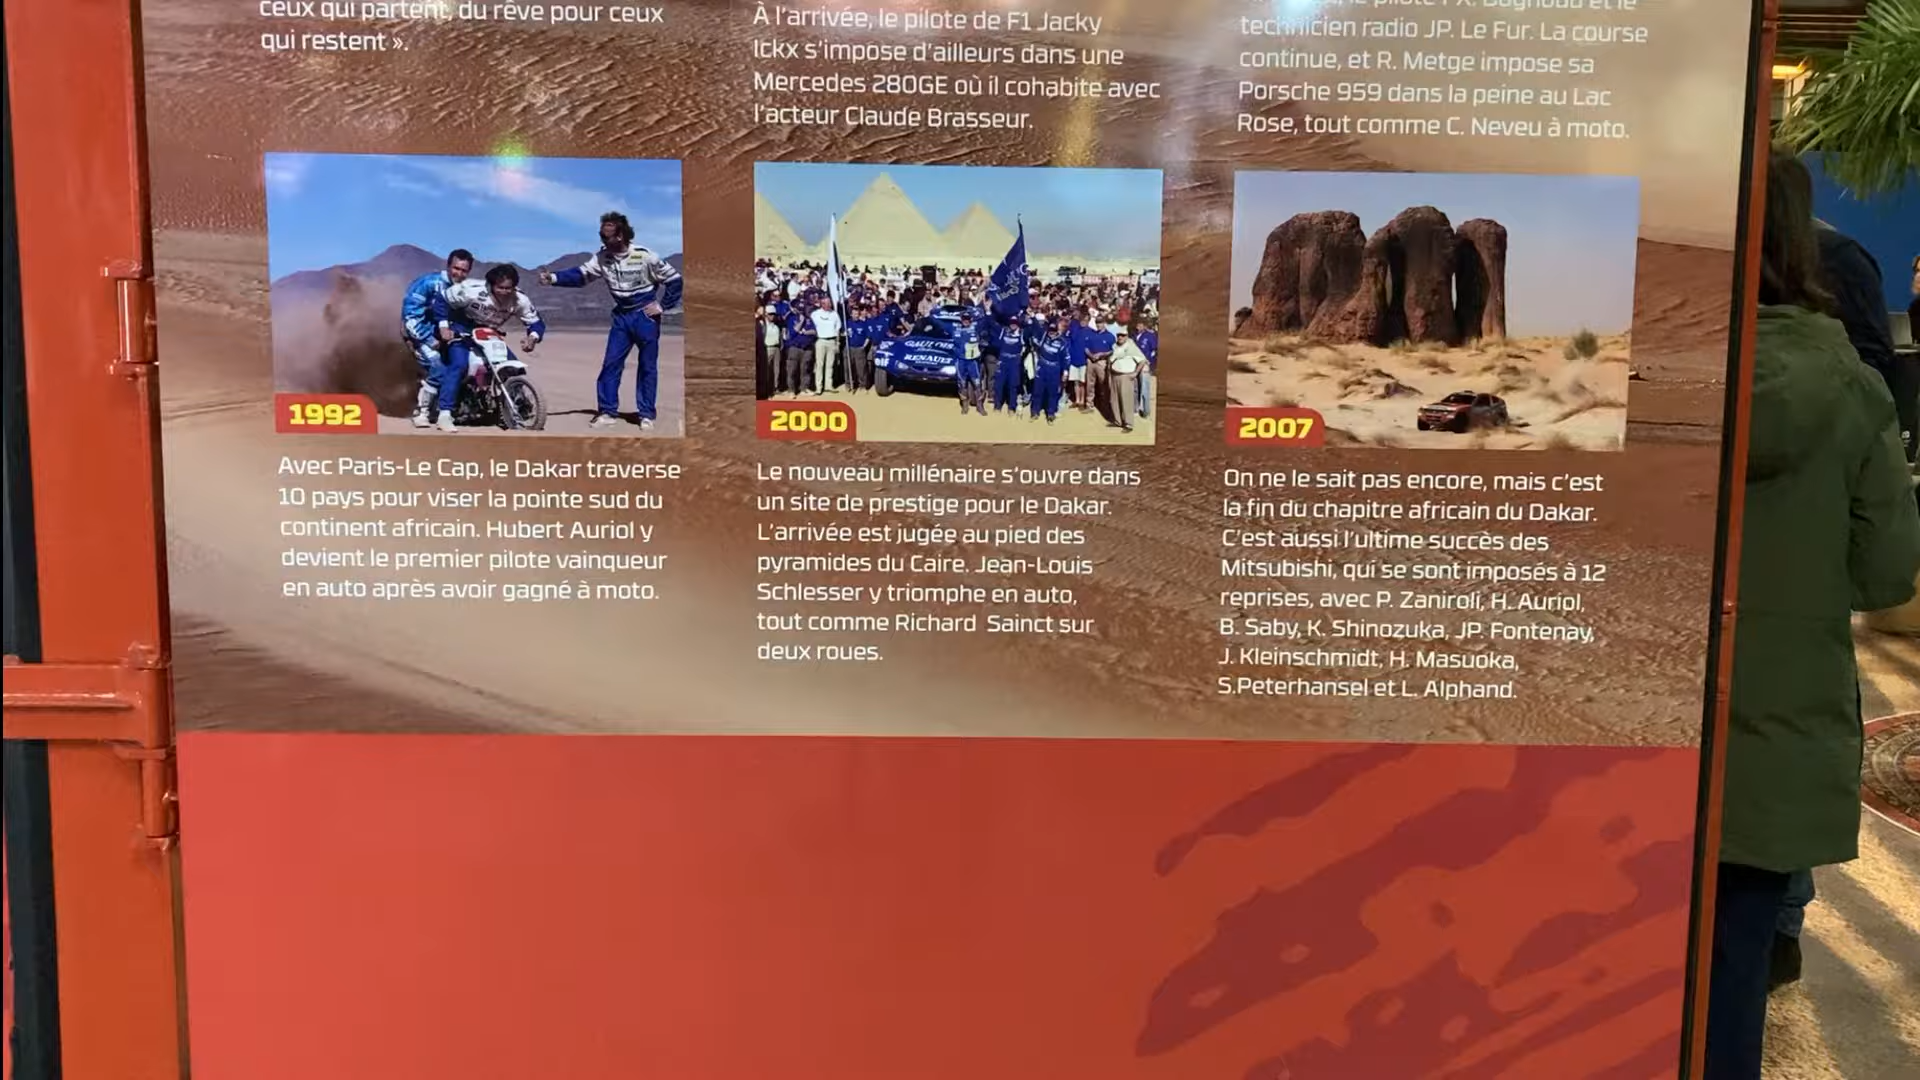 ceux qui partent, du rêve pour ceux
qui restent ».
À l'arrivée, le pilote de F1 Jacky
Ickx s'impose d'ailleurs dans une
Mercedes 280GE où il cohabite avec
l'acteur Claude Brasseur.
le pilote et le
technicien radio JP. Le Fur. La course
continue, et R. Metge impose sa
Porsche 959 dans la peine au Lac
Rose, tout comme C. Neveu à moto.
1992
Avec Paris-Le Cap, le Dakar traverse
10 pays pour viser la pointe sud du
continent africain. Hubert Auriol y
devient le premier pilote vainqueur
en auto après avoir gagné à moto.
GAULOIS
RENAULT
elf
2000
Le nouveau millénaire s'ouvre dans
un site de prestige pour le Dakar.
L'arrivée est jugée au pied des
pyramides du Caire. Jean-Louis
Schlesser y triomphe en auto,
tout comme Richard Sainct sur
deux roues.
2007
On ne le sait pas encore, mais c'est
la fin du chapitre africain du Dakar.
C'est aussi l'ultime succès des
Mitsubishi, qui se sont imposés à 12
reprises, avec P. Zaniroli, H. Auriol,
B. Saby, K. Shinozuka, JP. Fontenay,
J. Kleinschmidt, H. Masuoka,
S.Peterhansel et L. Alphand.